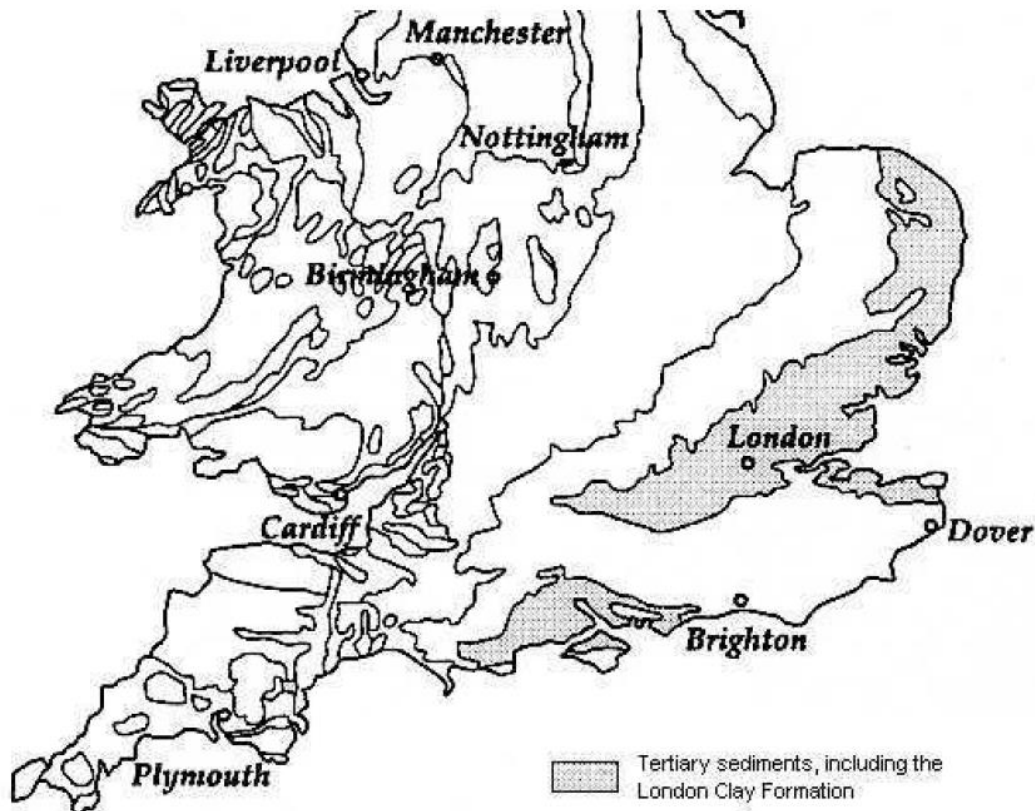 Manchester
Liverpool
Nottingham
Birmingham
London
Cardiff
Dover
Brighton
Plymouth
Tertiary sediments, including the
London Clay Formation